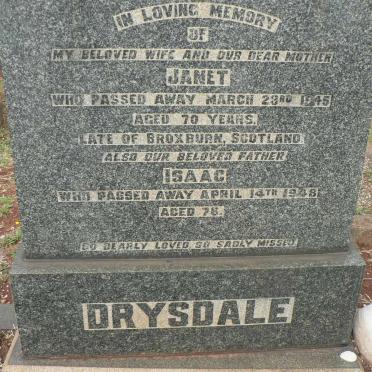 IN LOVING MEMORY
OF
MY BELOVED WIFE AND OUR DEAR MOTHER
JANET
WHO PASSED AWAY MARCH 23RD 1945
AGED 70 YEARS.
LATE OF BROXBURN, SCOTLAND
ALSO OUR BELOVED FATHER
ISAAC
WHO PASSED AWAY APRIL 14TH 1948
AGED 78.
SO DEARLY LOVED SO SADLY MISSED
DRYSDALE